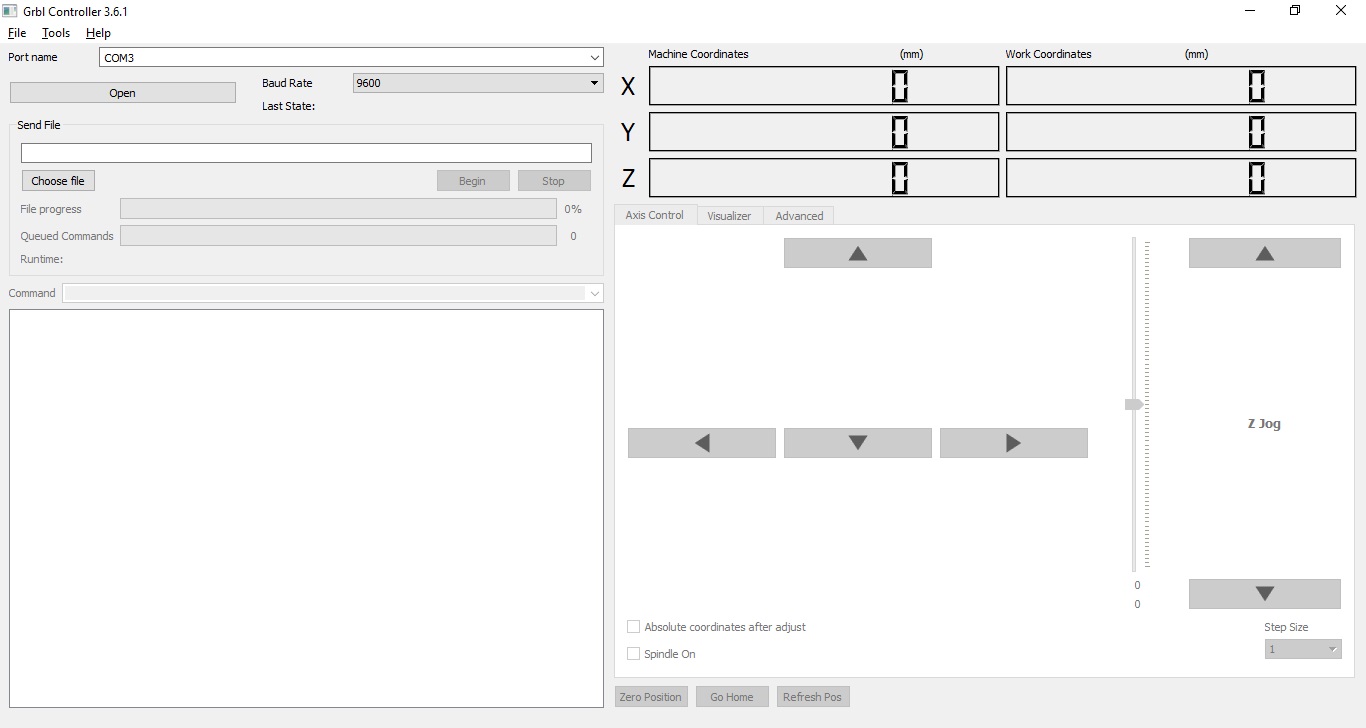 Grbl Controller 3.6.1
File Tools Help
Port name COM3
Open
Baud Rate 9600
Last State:
Send File
Choose file
Begin Stop
File progress 0%
Queued Commands 0
Runtime:
Command
Machine Coordinates (mm) Work Coordinates (mm)
X 0 0
Y 0 0
Z 0 0
Axis Control Visualizer Advanced
Z Jog
0
0
Absolute coordinates after adjust
Spindle On
Step Size
1
Zero Position Go Home Refresh Pos